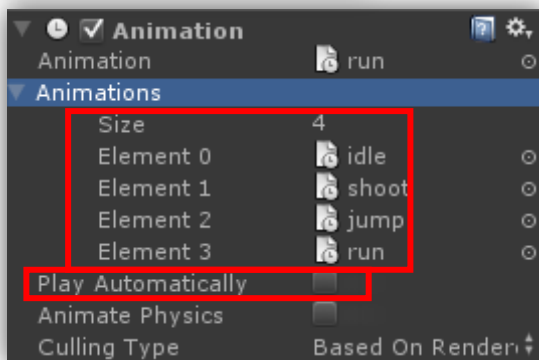 Animation
Animation run
Animations
Size 4
Element 0 idle
Element 1 shoot
Element 2 jump
Element 3 run
Play Automatically
Animate Physics
Culling Type Based On Render